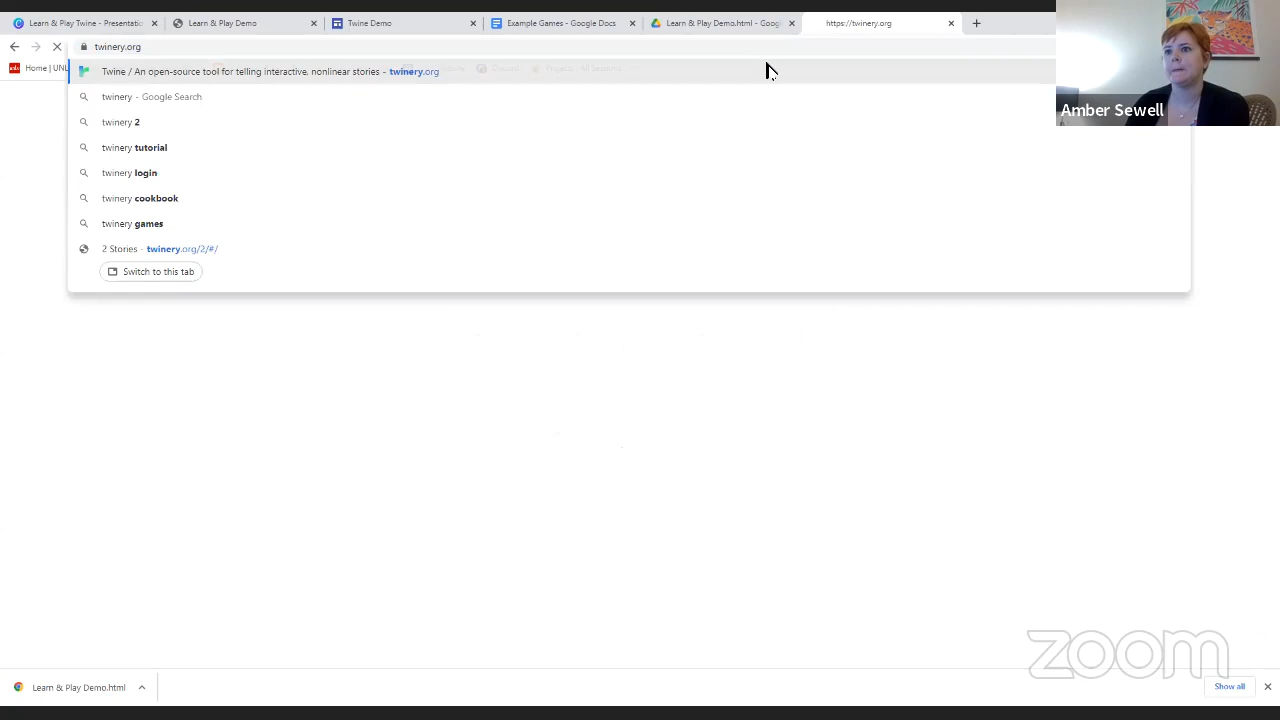 Learn & Play Twine - Presentatio
Learn & Play Demo
Twine Demo
Example Games - Google Docs
Learn & Play Demo.html - Goog
https://twinery.org
twinery.org
Home | UNL
Twine / An open-source tool for telling interactive, nonlinear stories - twinery.org
twinery - Google Search
twinery 2
twinery tutorial
twinery login
twinery cookbook
twinery games
2 Stories - twinery.org/2/#/
Switch to this tab
Amber Sewell
zoom
Learn & Play Demo.html
Show all